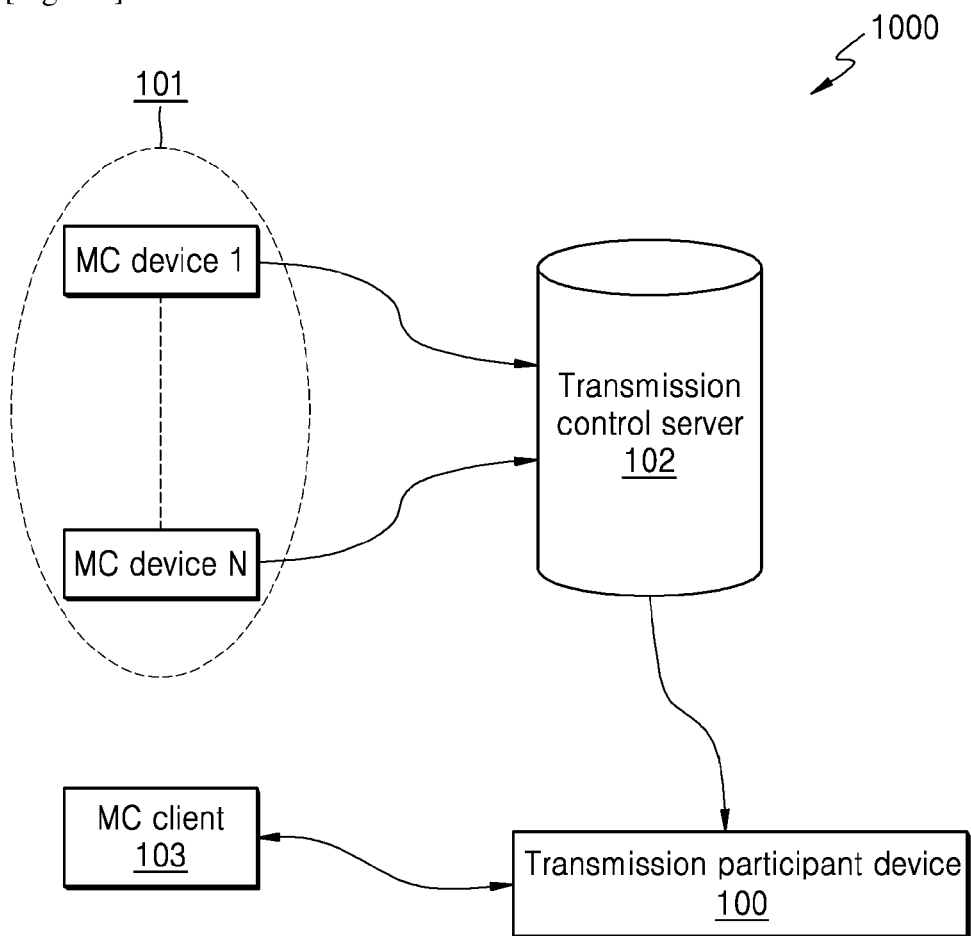 1000
101
MC device 1
MC device N
Transmission
control server
102
MC client
103
Transmission participant device
100